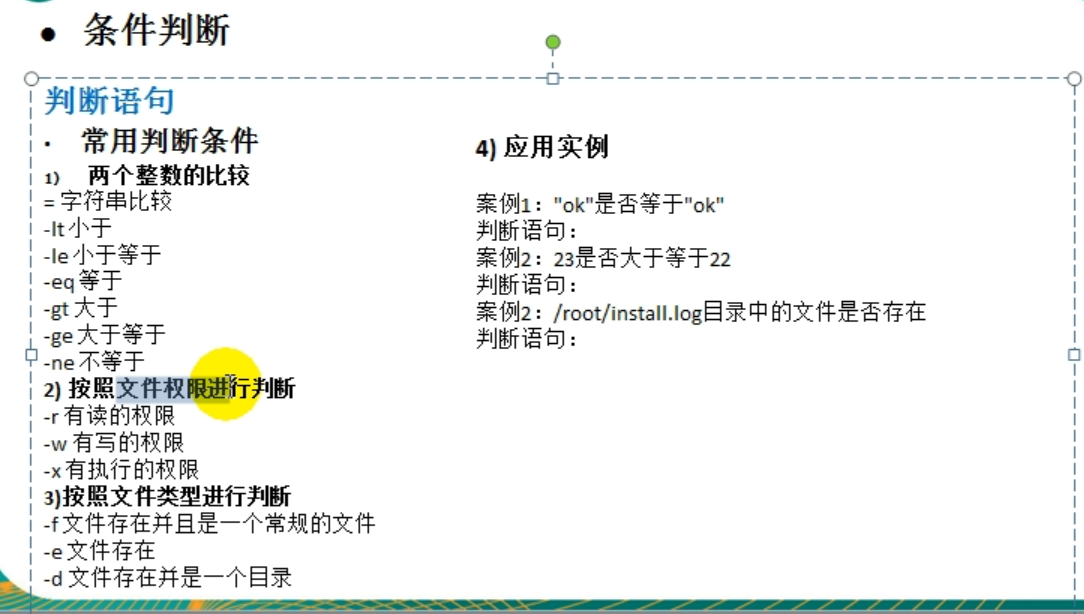 ● 条件判断
判断语句
· 常用判断条件
1) 两个整数的比较
= 字符串比较
-lt 小于
-le 小于等于
-eq 等于
-gt 大于
-ge 大于等于
-ne 不等于
2) 按照文件权限进行判断
-r 有读的权限
-w 有写的权限
-x 有执行的权限
3)按照文件类型进行判断
-f 文件存在并且是一个常规的文件
-e 文件存在
-d 文件存在并是一个目录
4) 应用实例
案例1："ok"是否等于"ok"
判断语句：
案例2：23是否大于等于22
判断语句：
案例2：/root/install.log目录中的文件是否存在
判断语句：